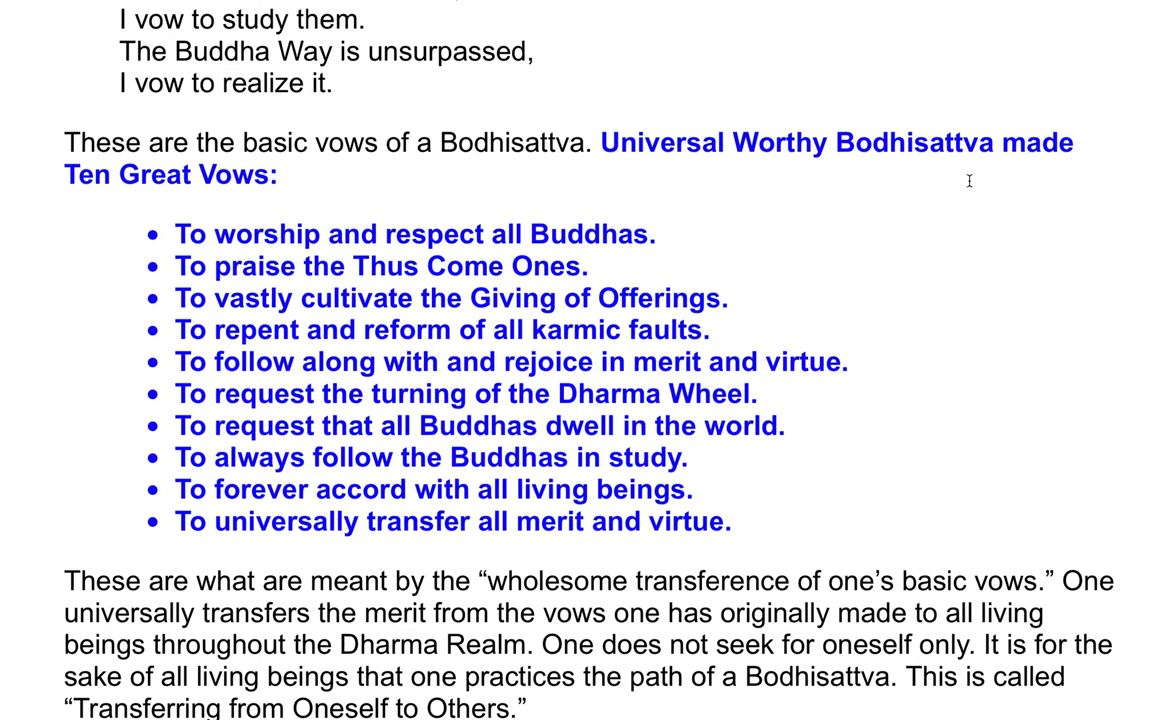 I vow to study them.
The Buddha Way is unsurpassed,
I vow to realize it.
These are the basic vows of a Bodhisattva. Universal Worthy Bodhisattva made
Ten Great Vows:
• To worship and respect all Buddhas.
• To praise the Thus Come Ones.
• To vastly cultivate the Giving of Offerings.
• To repent and reform of all karmic faults.
• To follow along with and rejoice in merit and virtue.
• To request the turning of the Dharma Wheel.
• To request that all Buddhas dwell in the world.
• To always follow the Buddhas in study.
• To forever accord with all living beings.
• To universally transfer all merit and virtue.
These are what are meant by the “wholesome transference of one’s basic vows.” One
universally transfers the merit from the vows one has originally made to all living
beings throughout the Dharma Realm. One does not seek for oneself only. It is for the
sake of all living beings that one practices the path of a Bodhisattva. This is called
“Transferring from Oneself to Others.”